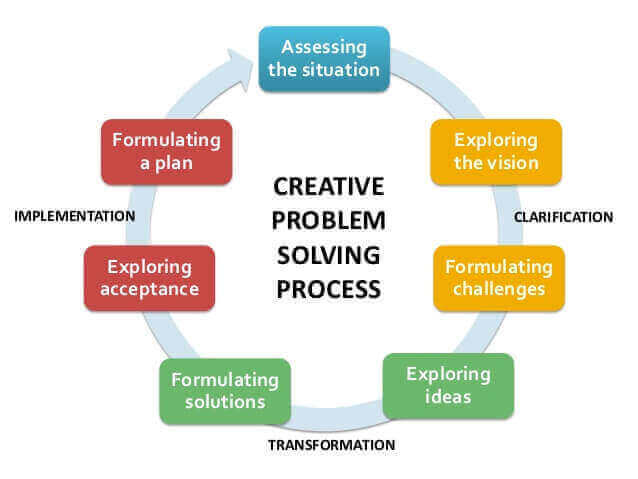 Assessing
the situation
Exploring
the vision
CLARIFICATION
Formulating
challenges
Exploring
ideas
TRANSFORMATION
Formulating
solutions
Exploring
acceptance
IMPLEMENTATION
Formulating
a plan
CREATIVE
PROBLEM
SOLVING
PROCESS